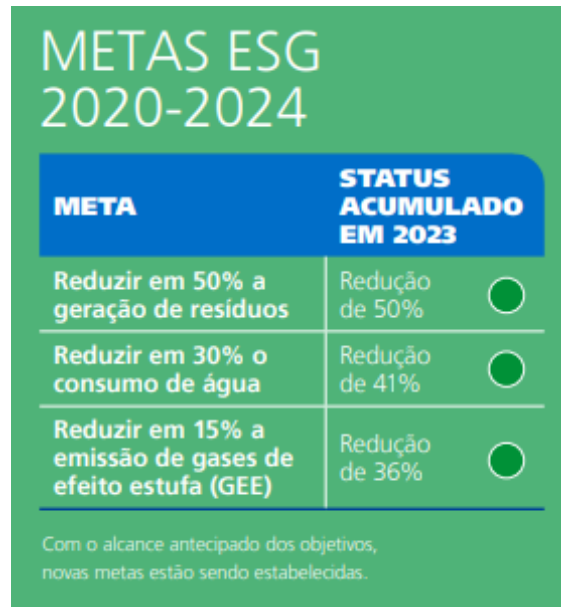 METAS ESG
2020-2024
META
STATUS
ACUMULADO
EM 2023
Reduzir em 50% a
geração de resíduos
Redução
de 50%
Reduzir em 30% o
consumo de água
Redução
de 41%
Reduzir em 15% a
emissão de gases de
efeito estufa (GEE)
Redução
de 36%
Com o alcance antecipado dos objetivos,
novas metas estão sendo estabelecidas.